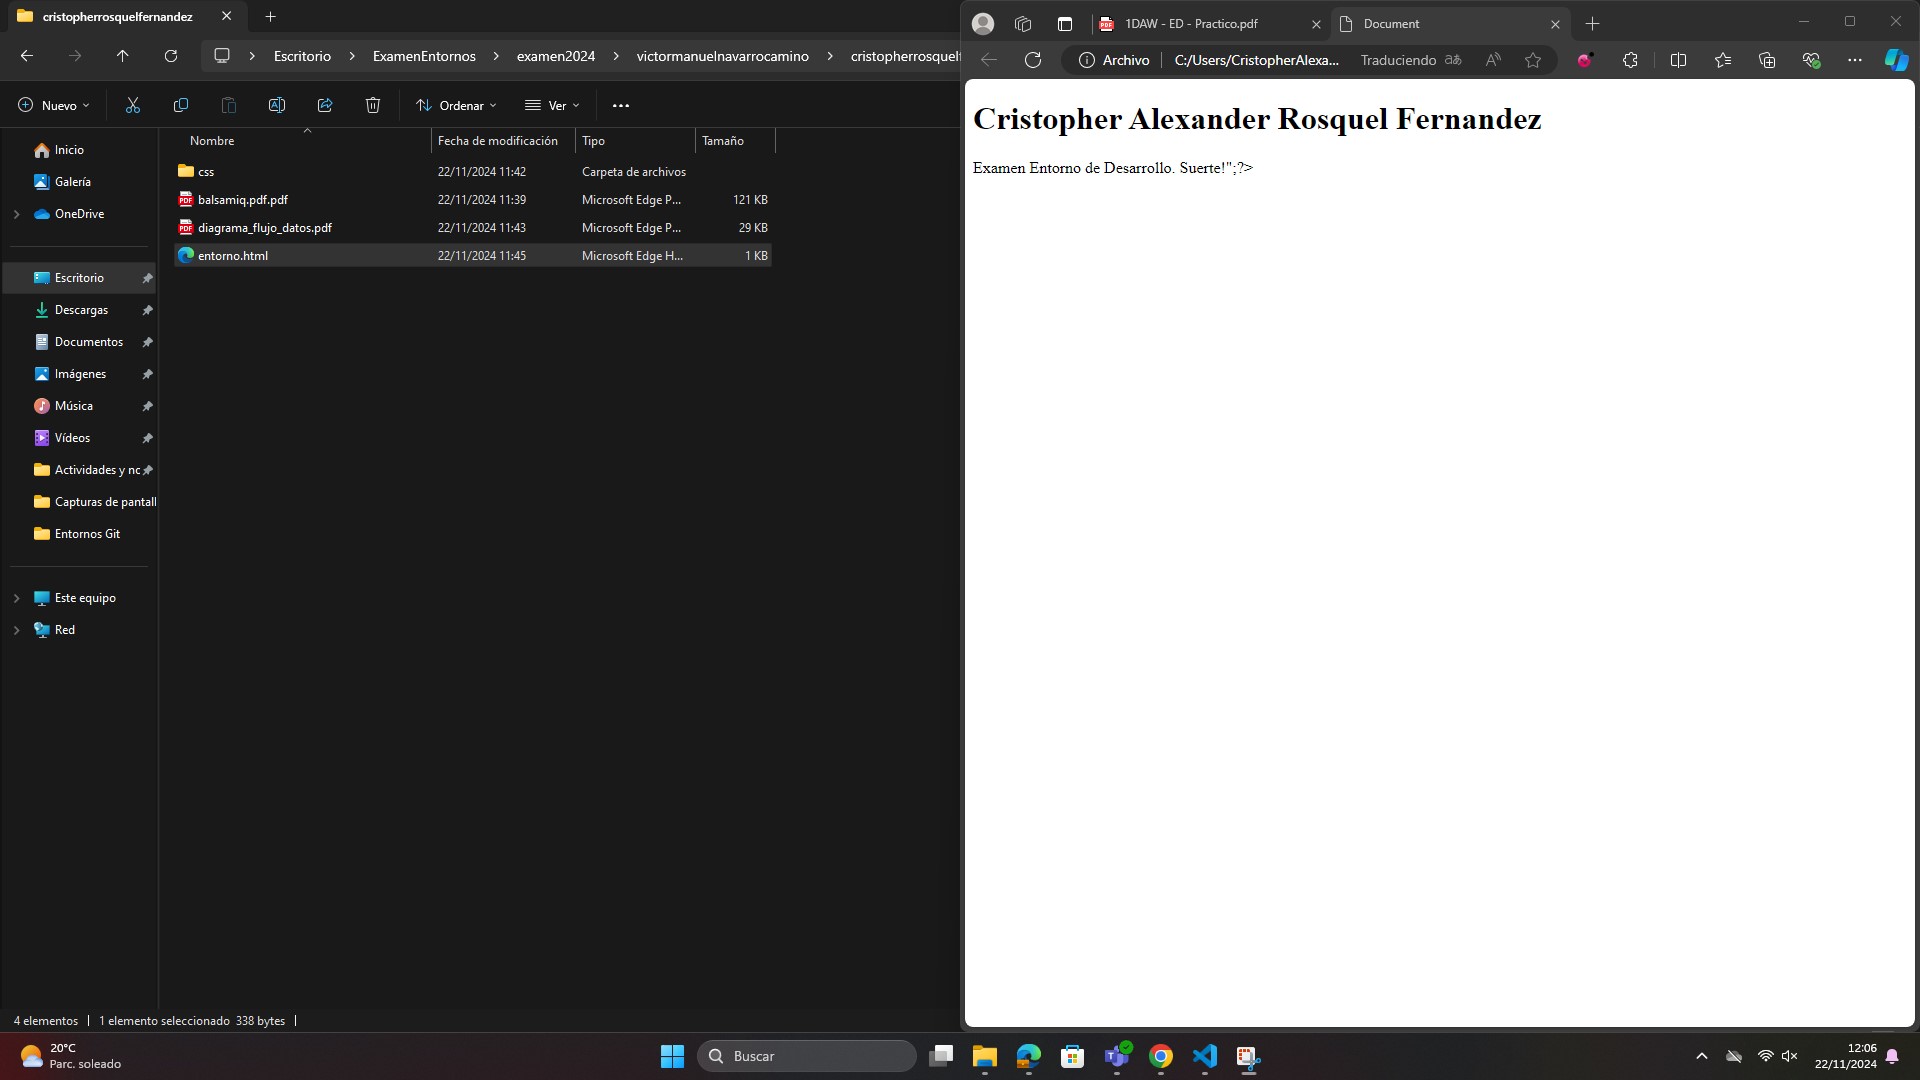 cristopherrosquelfernandez
Escritorio > ExamenEntornos > examen2024 > victormanuelnavarrocamino > cristopherrosquelf
Nuevo
Ordenar
Ver
Nombre
Fecha de modificación
Tipo
Tamaño
css 22/11/2024 11:42 Carpeta de archivos
balsamiq.pdf.pdf 22/11/2024 11:39 Microsoft Edge P... 121 KB
diagrama_flujo_datos.pdf 22/11/2024 11:43 Microsoft Edge P... 29 KB
entorno.html 22/11/2024 11:45 Microsoft Edge H... 1 KB
Inicio
Galería
OneDrive
Escritorio
Descargas
Documentos
Imágenes
Música
Vídeos
Actividades y nc
Capturas de pantall
Entornos Git
Este equipo
Red
4 elementos | 1 elemento seleccionado 338 bytes |
1DAW - ED - Practico.pdf
Document
Archivo
C:/Users/CristopherAlexa...
Traduciendo
Cristopher Alexander Rosquel Fernandez
Examen Entorno de Desarrollo. Suerte!";?>
20°C
Parc. soleado
Buscar
12:06
22/11/2024